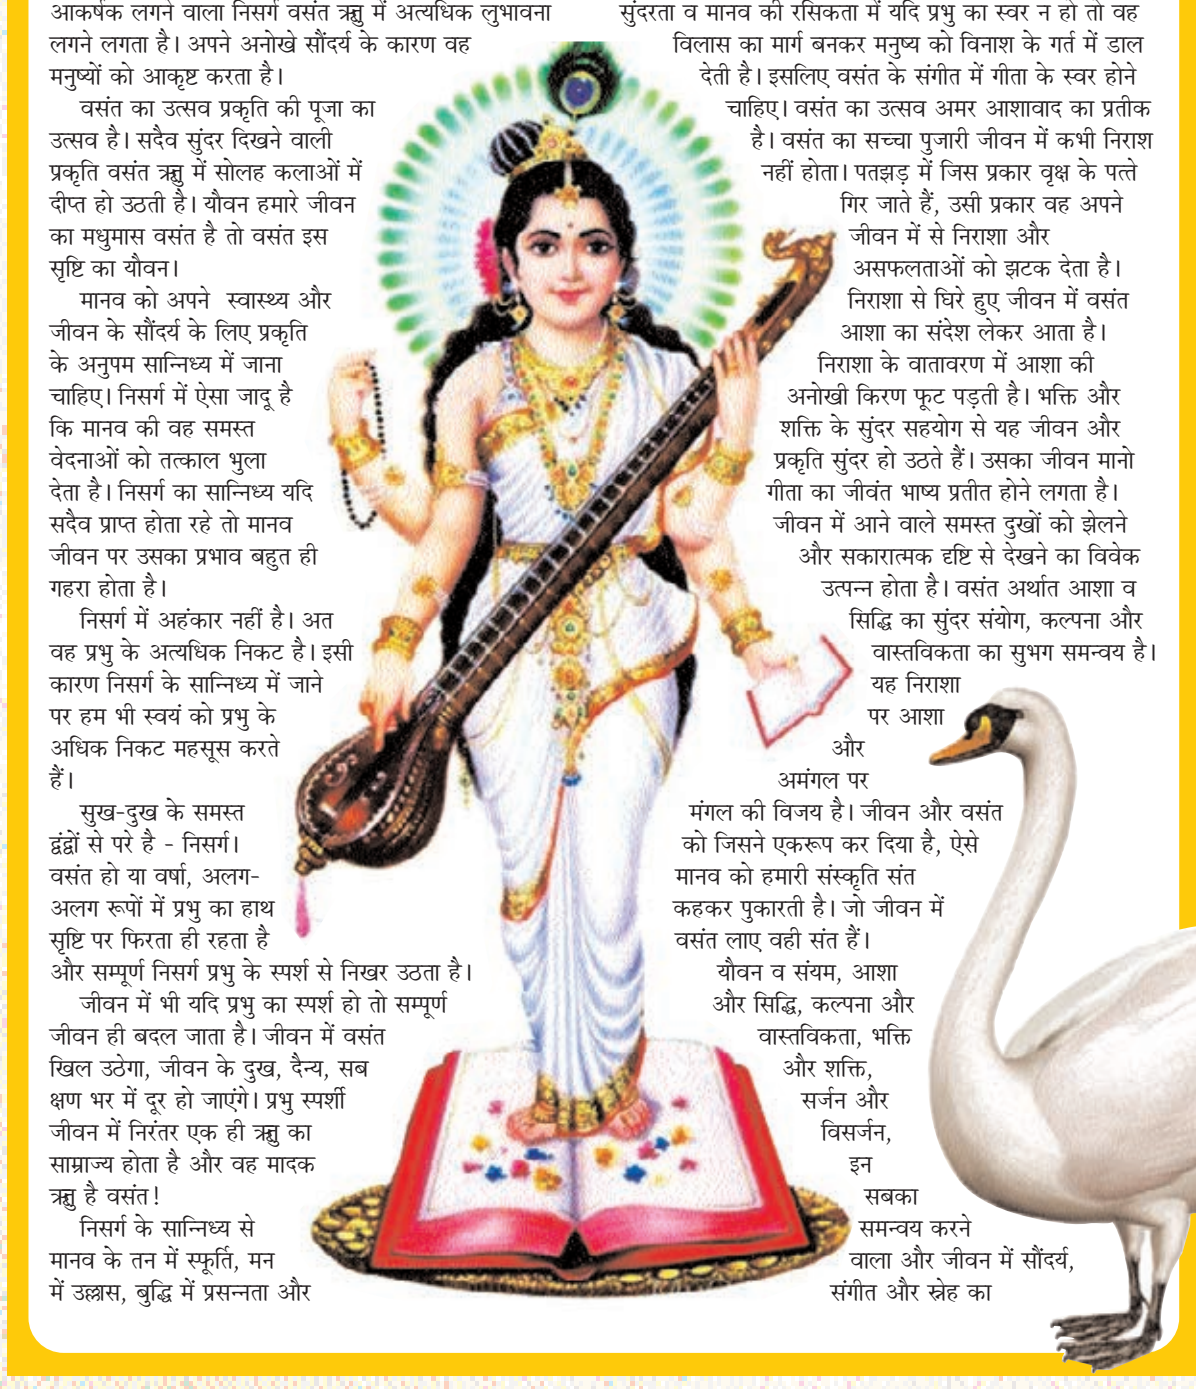 आकर्षक लगने वाला निसर्ग वसंत ऋतु में अत्यधिक लुभावना
लगने लगता है। अपने अनोखे सौंदर्य के कारण वह
मनुष्यों को आकृष्ट करता है।
वसंत का उत्सव प्रकृति की पूजा का
उत्सव है। सदैव सुंदर दिखने वाली
प्रकृति वसंत ऋतु में सोलह कलाओं में
दीप्त हो उठती है। यौवन हमारे जीवन
का मधुमास वसंत है तो वसंत इस
सृष्टि का यौवन।
मानव को अपने स्वास्थ्य और
जीवन के सौंदर्य के लिए प्रकृति
के अनुपम सान्निध्य में जाना
चाहिए। निसर्ग में ऐसा जादू है
कि मानव की वह समस्त
वेदनाओं को तत्काल भुला
देता है। निसर्ग का सान्निध्य यदि
सदैव प्राप्त होता रहे तो मानव
जीवन पर उसका प्रभाव बहुत ही
गहरा होता है।
निसर्ग में अहंकार नहीं है। अत
वह प्रभु के अत्यधिक निकट है। इसी
कारण निसर्ग के सान्निध्य में जाने
पर हम भी स्वयं को प्रभु के
अधिक निकट महसूस करते
हैं।
सुख-दुख के समस्त
द्वंद्वों से परे है - निसर्ग।
वसंत हो या वर्षा, अलग-
अलग रूपों में प्रभु का हाथ
सृष्टि पर फिरता ही रहता है
और सम्पूर्ण निसर्ग प्रभु के स्पर्श से निखर उठता है।
जीवन में भी यदि प्रभु का स्पर्श हो तो सम्पूर्ण
जीवन ही बदल जाता है। जीवन में वसंत
खिल उठेगा, जीवन के दुख, दैन्य, सब
क्षण भर में दूर हो जाएंगे। प्रभु स्पर्शी
जीवन में निरंतर एक ही ऋतु का
साम्राज्य होता है और वह मादक
ऋतु है वसंत!
निसर्ग के सान्निध्य से
मानव के तन में स्फूर्ति, मन
में उल्लास, बुद्धि में प्रसन्नता और
सुंदरता व मानव की रसिकता में यदि प्रभु का स्वर न हो तो वह
विलास का मार्ग बनकर मनुष्य को विनाश के गर्त में डाल
देती है। इसलिए वसंत के संगीत में गीता के स्वर होने
चाहिए। वसंत का उत्सव अमर आशावाद का प्रतीक
है। वसंत का सच्चा पुजारी जीवन में कभी निराश
नहीं होता। पतझड़ में जिस प्रकार वृक्ष के पत्ते
गिर जाते हैं, उसी प्रकार वह अपने
जीवन में से निराशा और
असफलताओं को झटक देता है।
निराशा से घिरे हुए जीवन में वसंत
आशा का संदेश लेकर आता है।
निराशा के वातावरण में आशा की
अनोखी किरण फूट पड़ती है। भक्ति और
शक्ति के सुंदर सहयोग से यह जीवन और
प्रकृति सुंदर हो उठते हैं। उसका जीवन मानो
गीता का जीवंत भाष्य प्रतीत होने लगता है।
जीवन में आने वाले समस्त दुखों को झेलने
और सकारात्मक दृष्टि से देखने का विवेक
उत्पन्न होता है। वसंत अर्थात आशा व
सिद्धि का सुंदर संयोग, कल्पना और
वास्तविकता का सुभग समन्वय है।
यह निराशा
पर आशा
और
अमंगल पर
मंगल की विजय है। जीवन और वसंत
को जिसने एकरूप कर दिया है, ऐसे
मानव को हमारी संस्कृति संत
कहकर पुकारती है। जो जीवन में
वसंत लाए वही संत हैं।
यौवन व संयम, आशा
और सिद्धि, कल्पना और
वास्तविकता, भक्ति
और शक्ति,
सर्जन और
विसर्जन,
इन
सबका
समन्वय करने
वाला और जीवन में सौंदर्य,
संगीत और स्नेह का